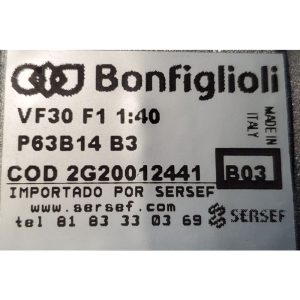 Bonfiglioli
VF30 F1 1:40
P63B14 B3
MADE IN
ITALY
COD 2G20012441
B03
IMPORTADO POR SERSEF
www.sersef.com
tel 81 83 33 03 69
SERSEF